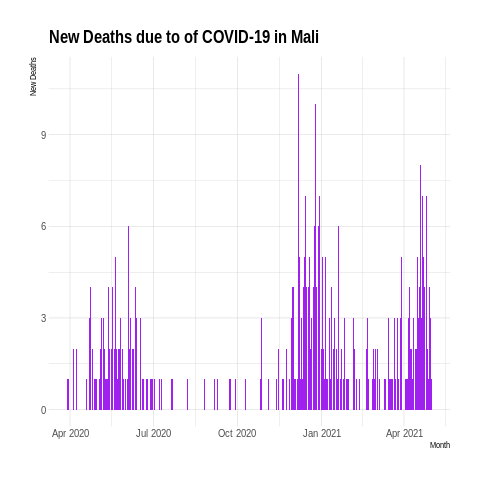 New Deaths due to of COVID-19 in Mali
New Deaths
9
6
3
0
Apr 2020 Jul 2020 Oct 2020 Jan 2021 Apr 2021
Month